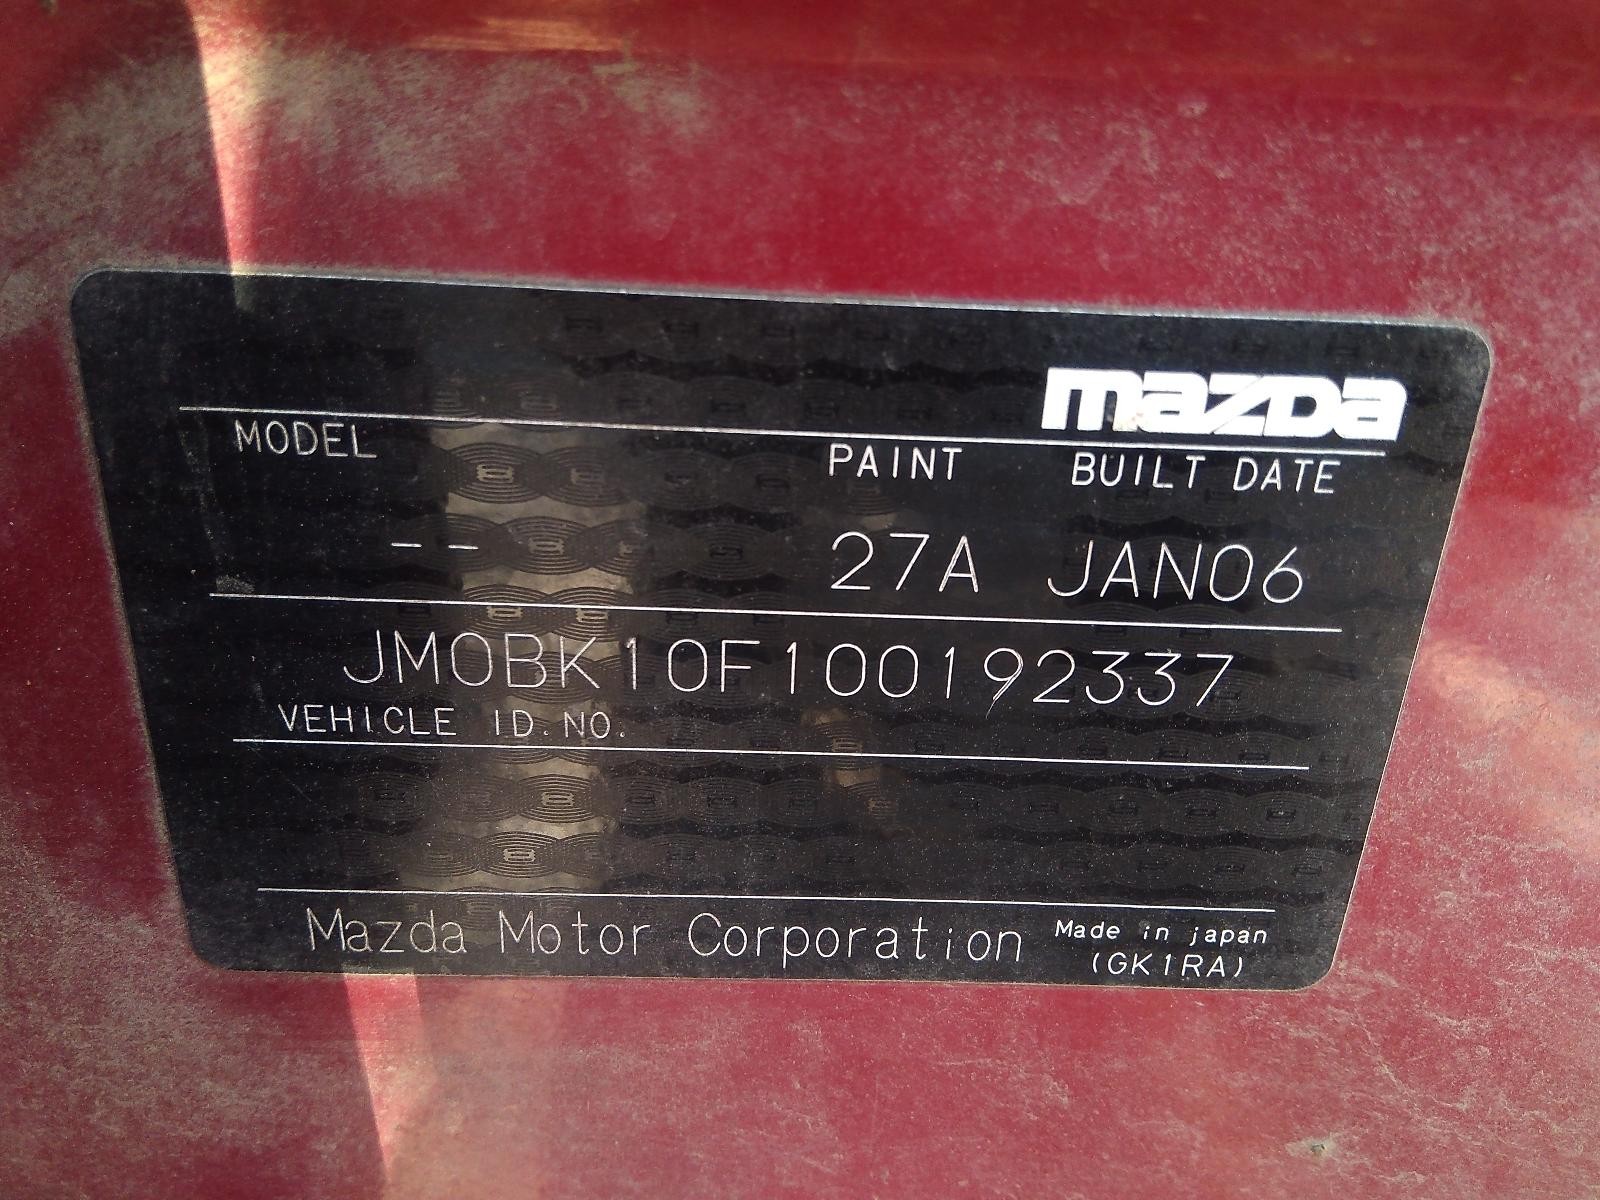 mazda
MODEL PAINT BUILT DATE
-- 27A JAN06
JM0BK10F100192337
VEHICLE ID. NO.
Mazda Motor Corporation Made in japan
(GK1RA)